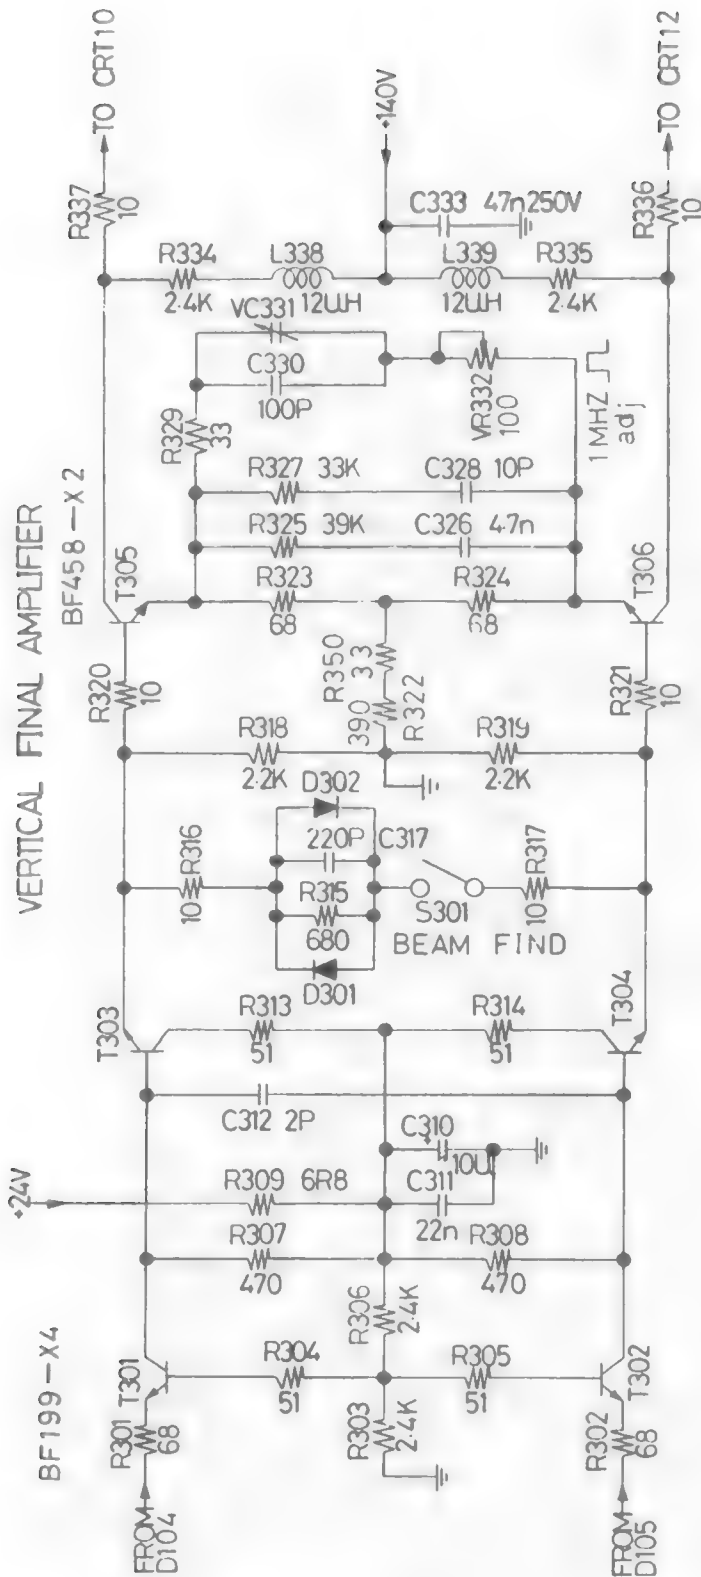 VERTICAL FINAL AMPLIFIER
BF199-X4
BF458-X2
FROM
D104
R301
68
T301
+24V
R304
51
R303
2.4K
R305
51
R306
2.4K
R302
68
T302
FROM
D105
R307
470
R308
470
R309 6R8
C311
22n
C310
10U
C312 2P
T303
R313
51
R314
51
T304
R316
10
D301
R315
680
220P C317
D302
S301
BEAM FIND
R317
10
R318
2.2K
R319
2.2K
R320
10
R321
10
390
R322
R350
33
T305
T306
R323
68
R324
68
R325 39K
C326 4.7n
R327 33K
C328 10P
R329
33
C330
100P
VC331
VR332
100
1MHZ
adj
R334
2.4K
L338
12UH
L339
12UH
R335
2.4K
C333 47n250V
+140V
R337
10
TO CRT10
R336
10
TO CRT12